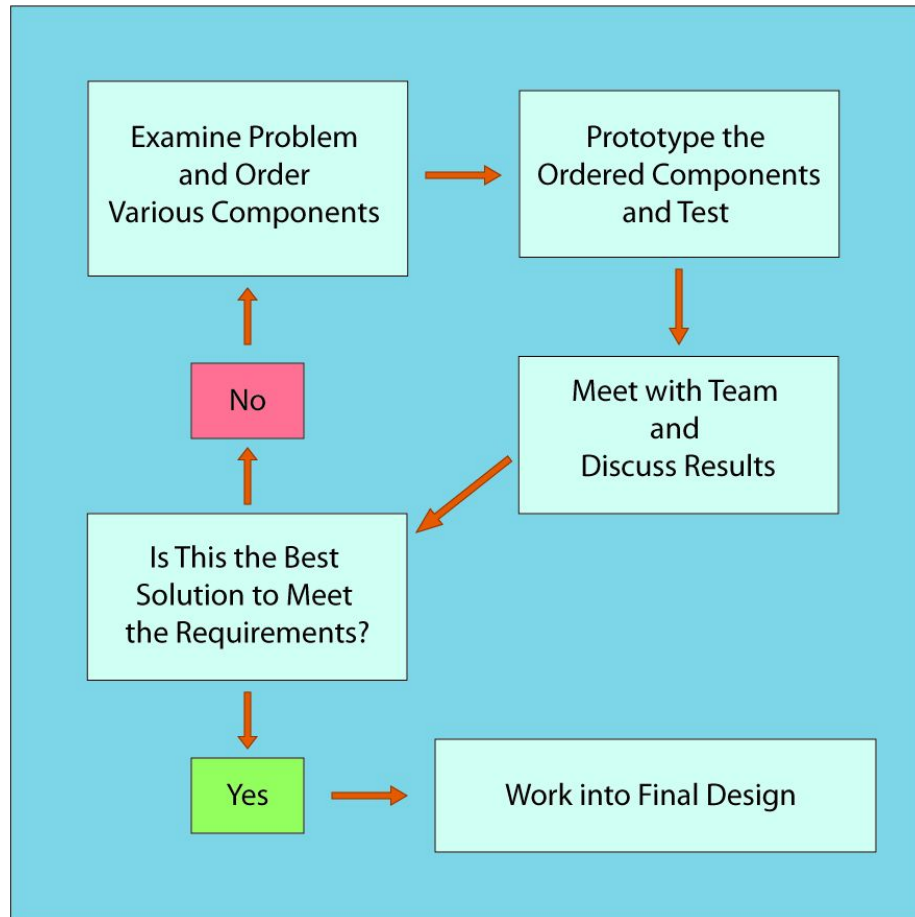 Examine Problem
and Order
Various Components
Prototype the
Ordered Components
and Test
Meet with Team
and
Discuss Results
Is This the Best
Solution to Meet
the Requirements?
No
Yes
Work into Final Design